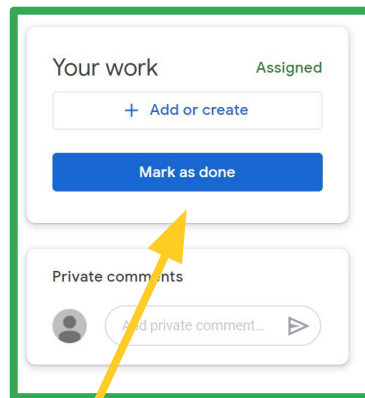 Your work
Assigned
+ Add or create
Mark as done
Private comments
Add private comment...